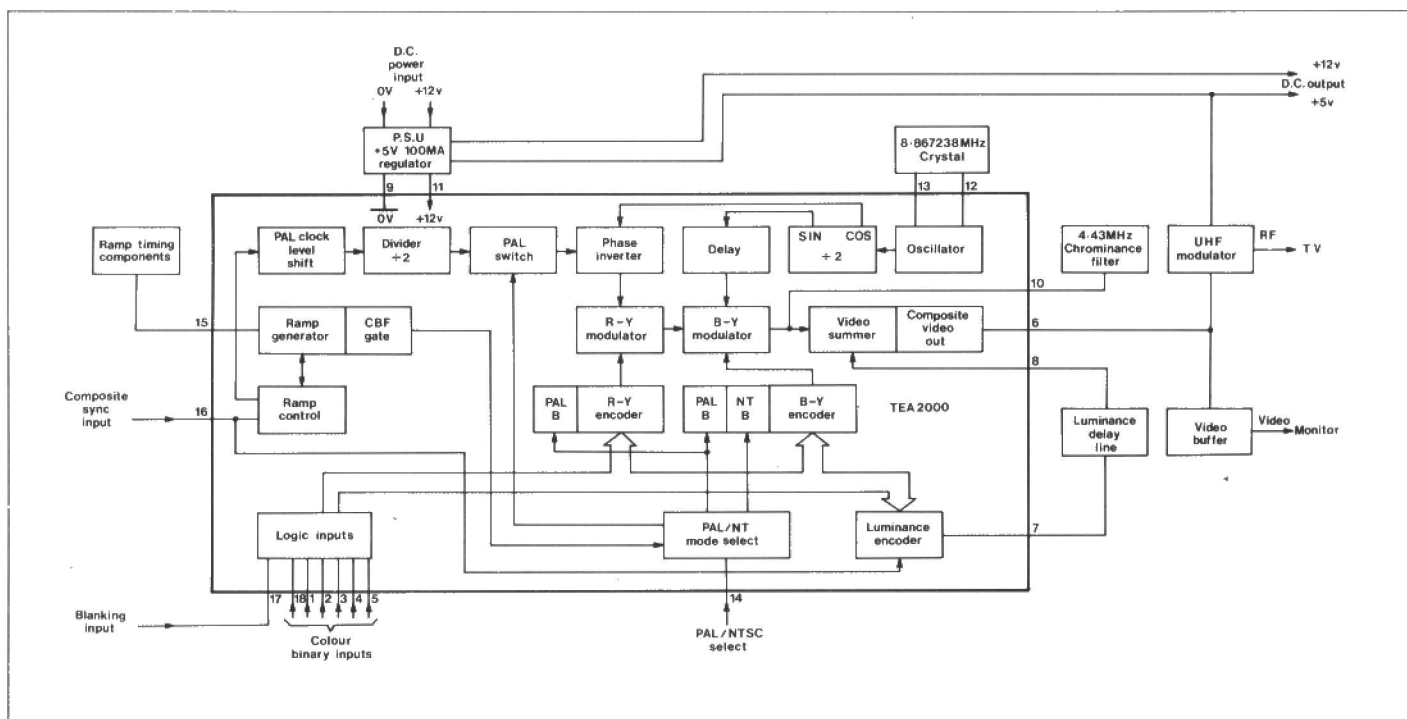 D.C.
power
input
0V
+12v
P.S.U
+5V 100MA
regulator
+12v
D.C. output
+5v
8·867238MHz
Crystal
9
11
13
12
0V
+12v
Ramp timing
components
PAL clock
level
shift
Divider
÷2
PAL
switch
Phase
inverter
Delay
SIN
COS
÷ 2
Oscillator
4·43MHz
Chrominance
filter
UHF
modulator
RF
TV
10
15
Ramp
generator
CBF
gate
R-Y
modulator
B-Y
modulator
Video
summer
Composite
video
out
6
8
Composite
sync
input
16
Ramp
control
PAL
B
R-Y
encoder
PAL
B
NT
B
B-Y
encoder
TEA2000
Luminance
delay
line
Video
buffer
Video
Monitor
Logic inputs
PAL/NT
mode select
Luminance
encoder
7
17
18
1
2
3
4
5
14
Blanking
input
Colour
binary inputs
PAL/NTSC
select